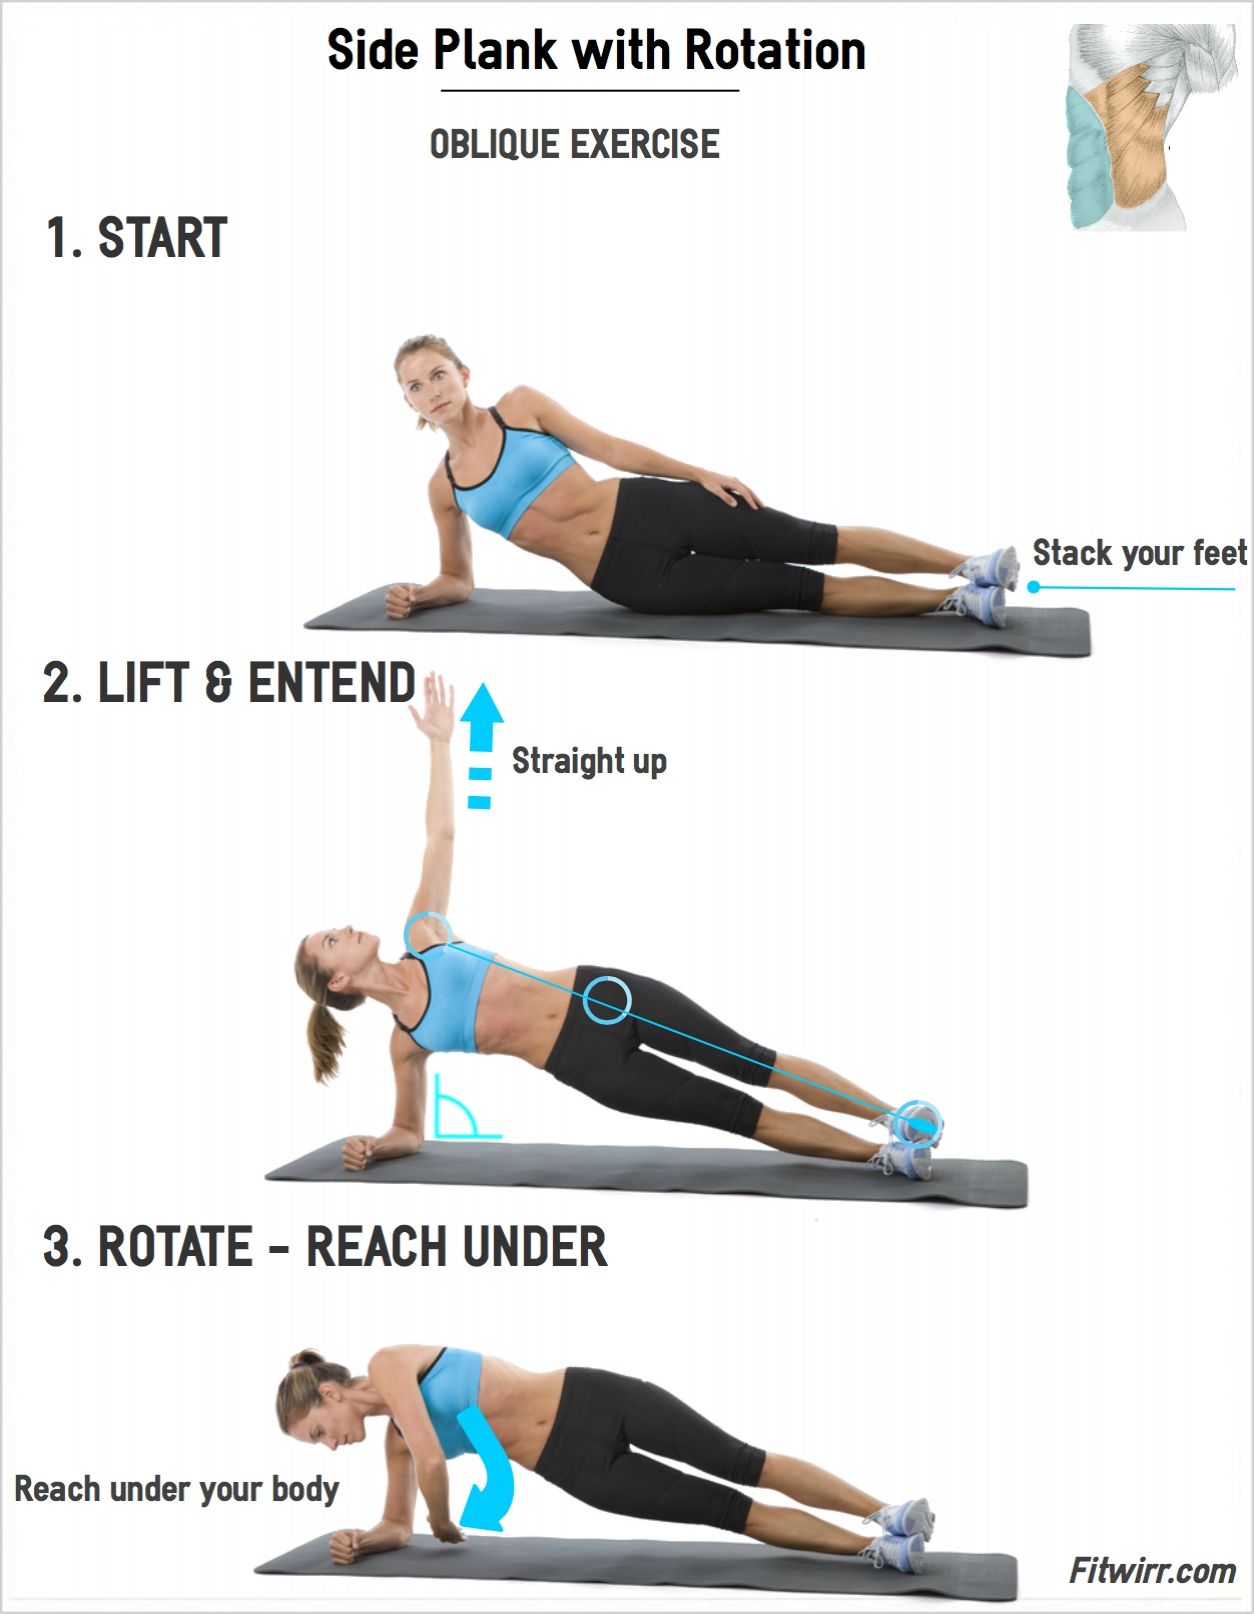 Side Plank with Rotation
OBLIQUE EXERCISE
1. START
Stack your feet
2. LIFT & ENTEND
Straight up
3. ROTATE - REACH UNDER
Reach under your body
Fitwirr.com